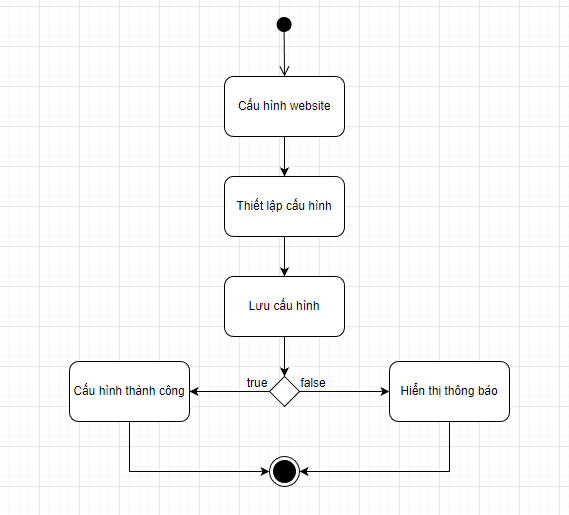 Cấu hình website
Thiết lập cấu hình
Lưu cấu hình
true
false
Cấu hình thành công
Hiển thị thông báo